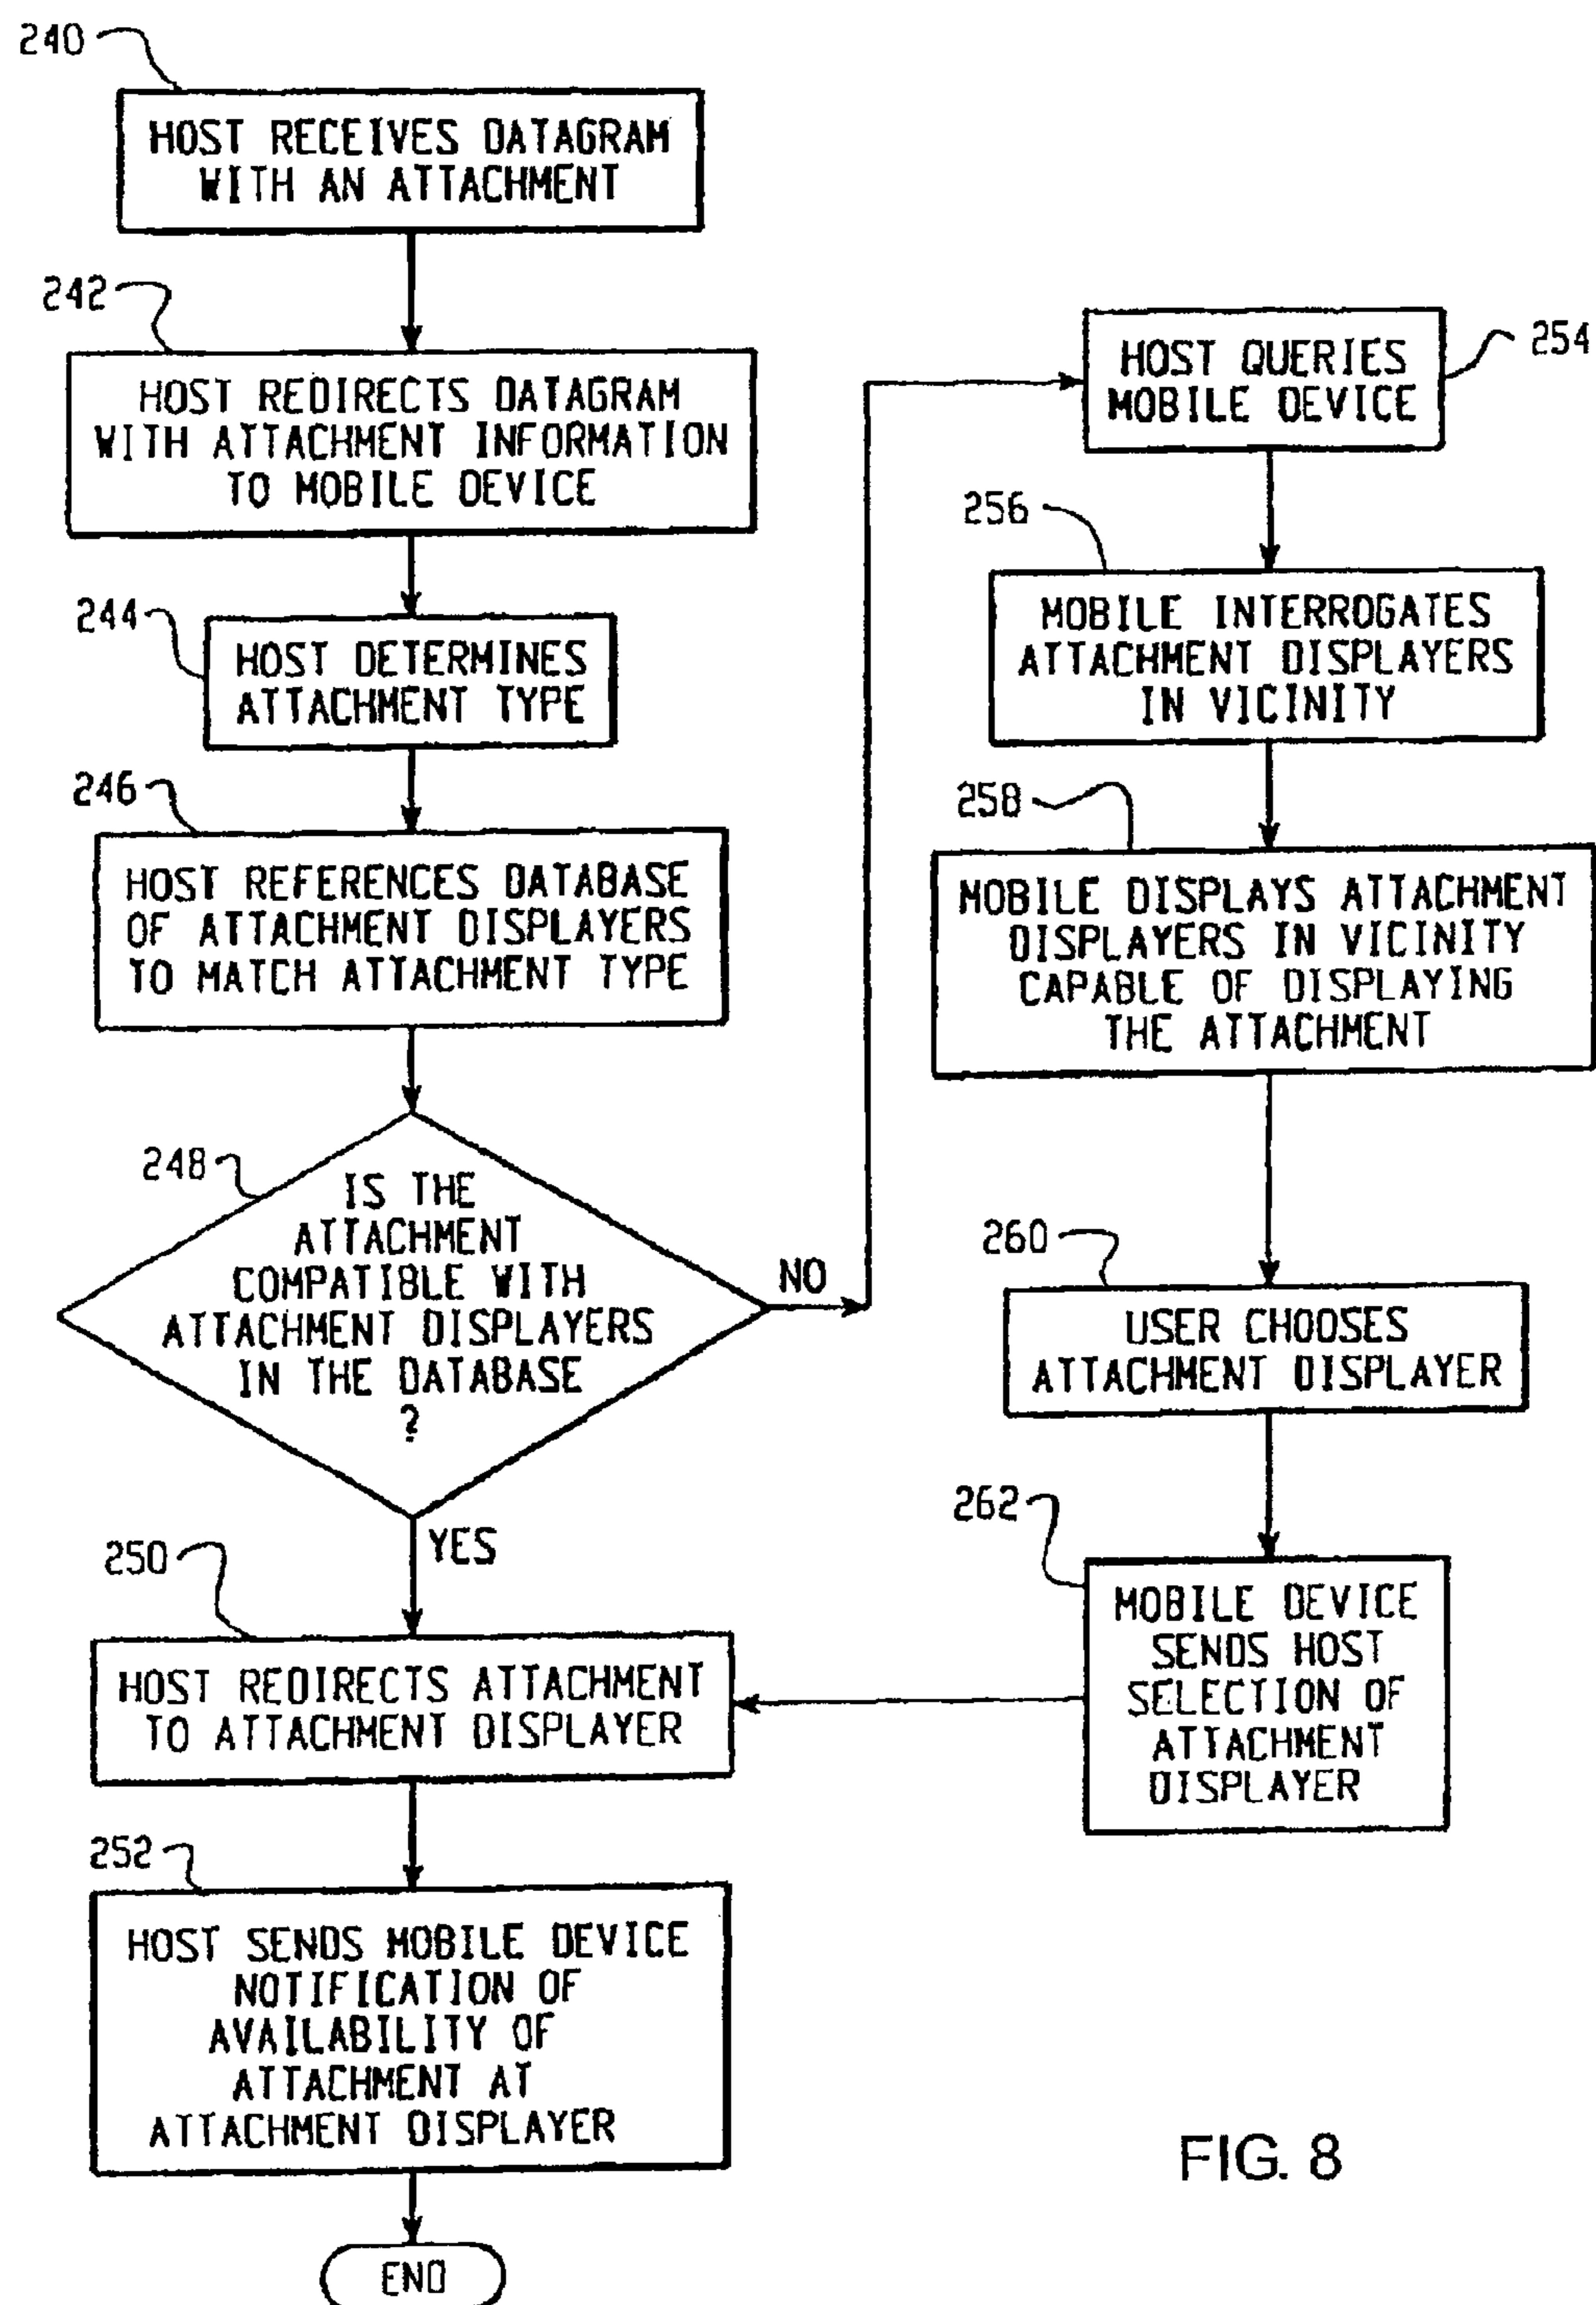 240
HOST RECEIVES DATAGRAM
WITH AN ATTACHMENT
242
HOST REDIRECTS DATAGRAM
WITH ATTACHMENT INFORMATION
TO MOBILE DEVICE
244
HOST DETERMINES
ATTACHMENT TYPE
246
HOST REFERENCES DATABASE
OF ATTACHMENT DISPLAYERS
TO MATCH ATTACHMENT TYPE
248
IS THE
ATTACHMENT
COMPATIBLE WITH
ATTACHMENT DISPLAYERS
IN THE DATABASE
?
NO
YES
250
HOST REDIRECTS ATTACHMENT
TO ATTACHMENT DISPLAYER
252
HOST SENDS MOBILE DEVICE
NOTIFICATION OF
AVAILABILITY OF
ATTACHMENT AT
ATTACHMENT DISPLAYER
END
254
HOST QUERIES
MOBILE DEVICE
256
MOBILE INTERROGATES
ATTACHMENT DISPLAYERS
IN VICINITY
258
MOBILE DISPLAYS ATTACHMENT
DISPLAYERS IN VICINITY
CAPABLE OF DISPLAYING
THE ATTACHMENT
260
USER CHOOSES
ATTACHMENT DISPLAYER
262
MOBILE DEVICE
SENDS HOST
SELECTION OF
ATTACHMENT
DISPLAYER
FIG. 8